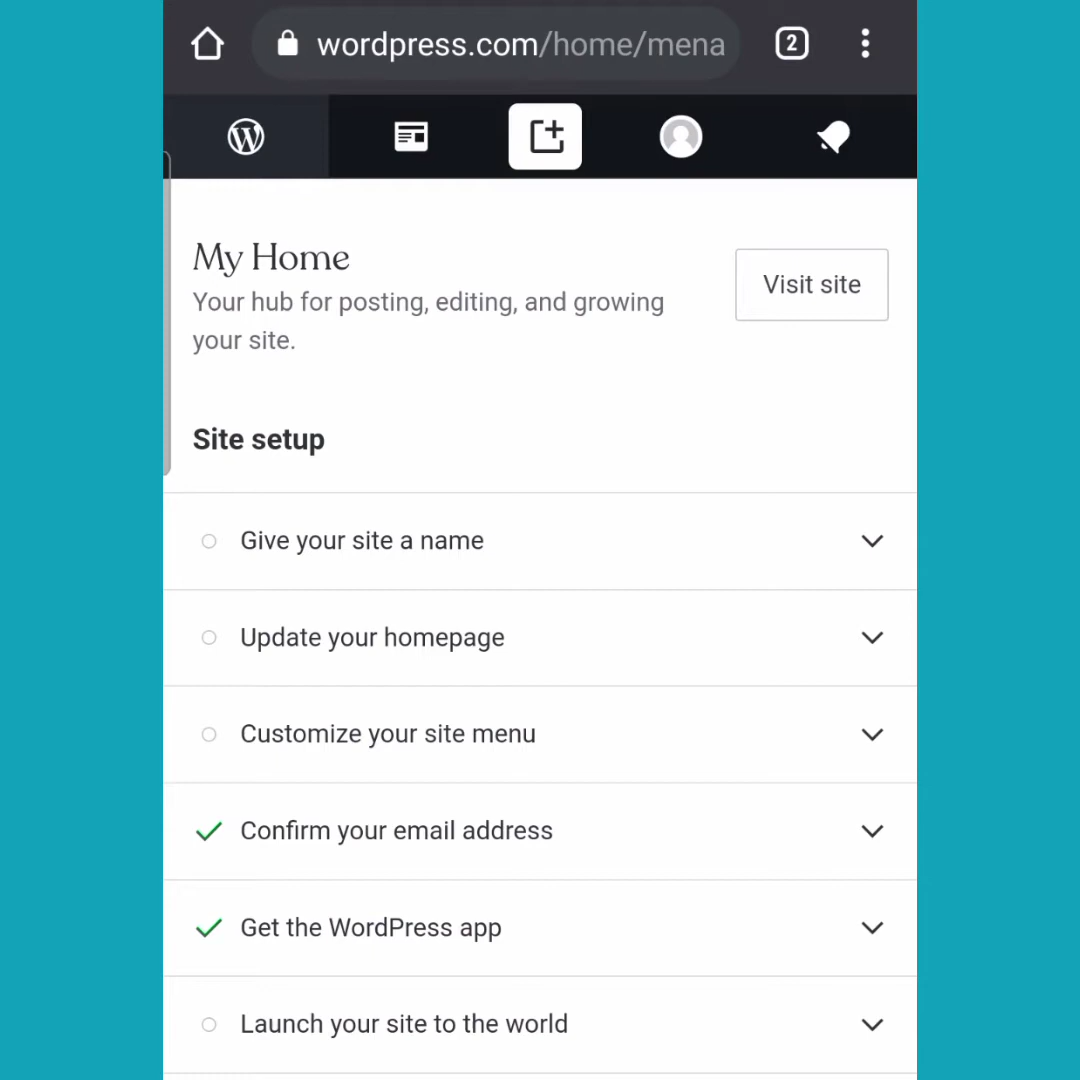 wordpress.com/home/mena
2
My Home
Your hub for posting, editing, and growing
your site.
Visit site
Site setup
Give your site a name
Update your homepage
Customize your site menu
Confirm your email address
Get the WordPress app
Launch your site to the world